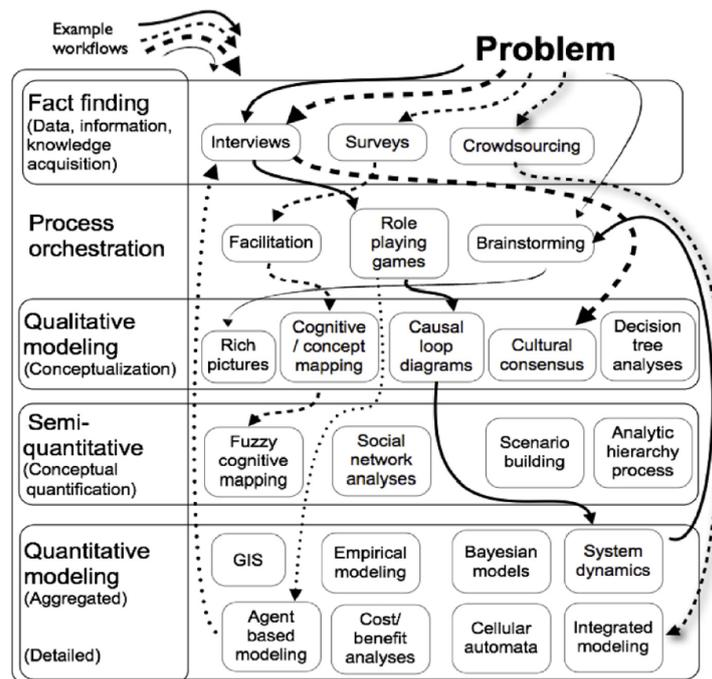 Example
workflows
Problem
Fact finding
(Data, information,
knowledge
acquisition)
Interviews
Surveys
Crowdsourcing
Process
orchestration
Facilitation
Role
playing
games
Brainstorming
Qualitative
modeling
(Conceptualization)
Rich
pictures
Cognitive
/ concept
mapping
Causal
loop
diagrams
Cultural
consensus
Decision
tree
analyses
Semi-
quantitative
(Conceptual
quantification)
Fuzzy
cognitive
mapping
Social
network
analyses
Scenario
building
Analytic
hierarchy
process
Quantitative
modeling
(Aggregated)
(Detailed)
GIS
Empirical
modeling
Bayesian
models
System
dynamics
Agent
based
modeling
Cost/
benefit
analyses
Cellular
automata
Integrated
modeling